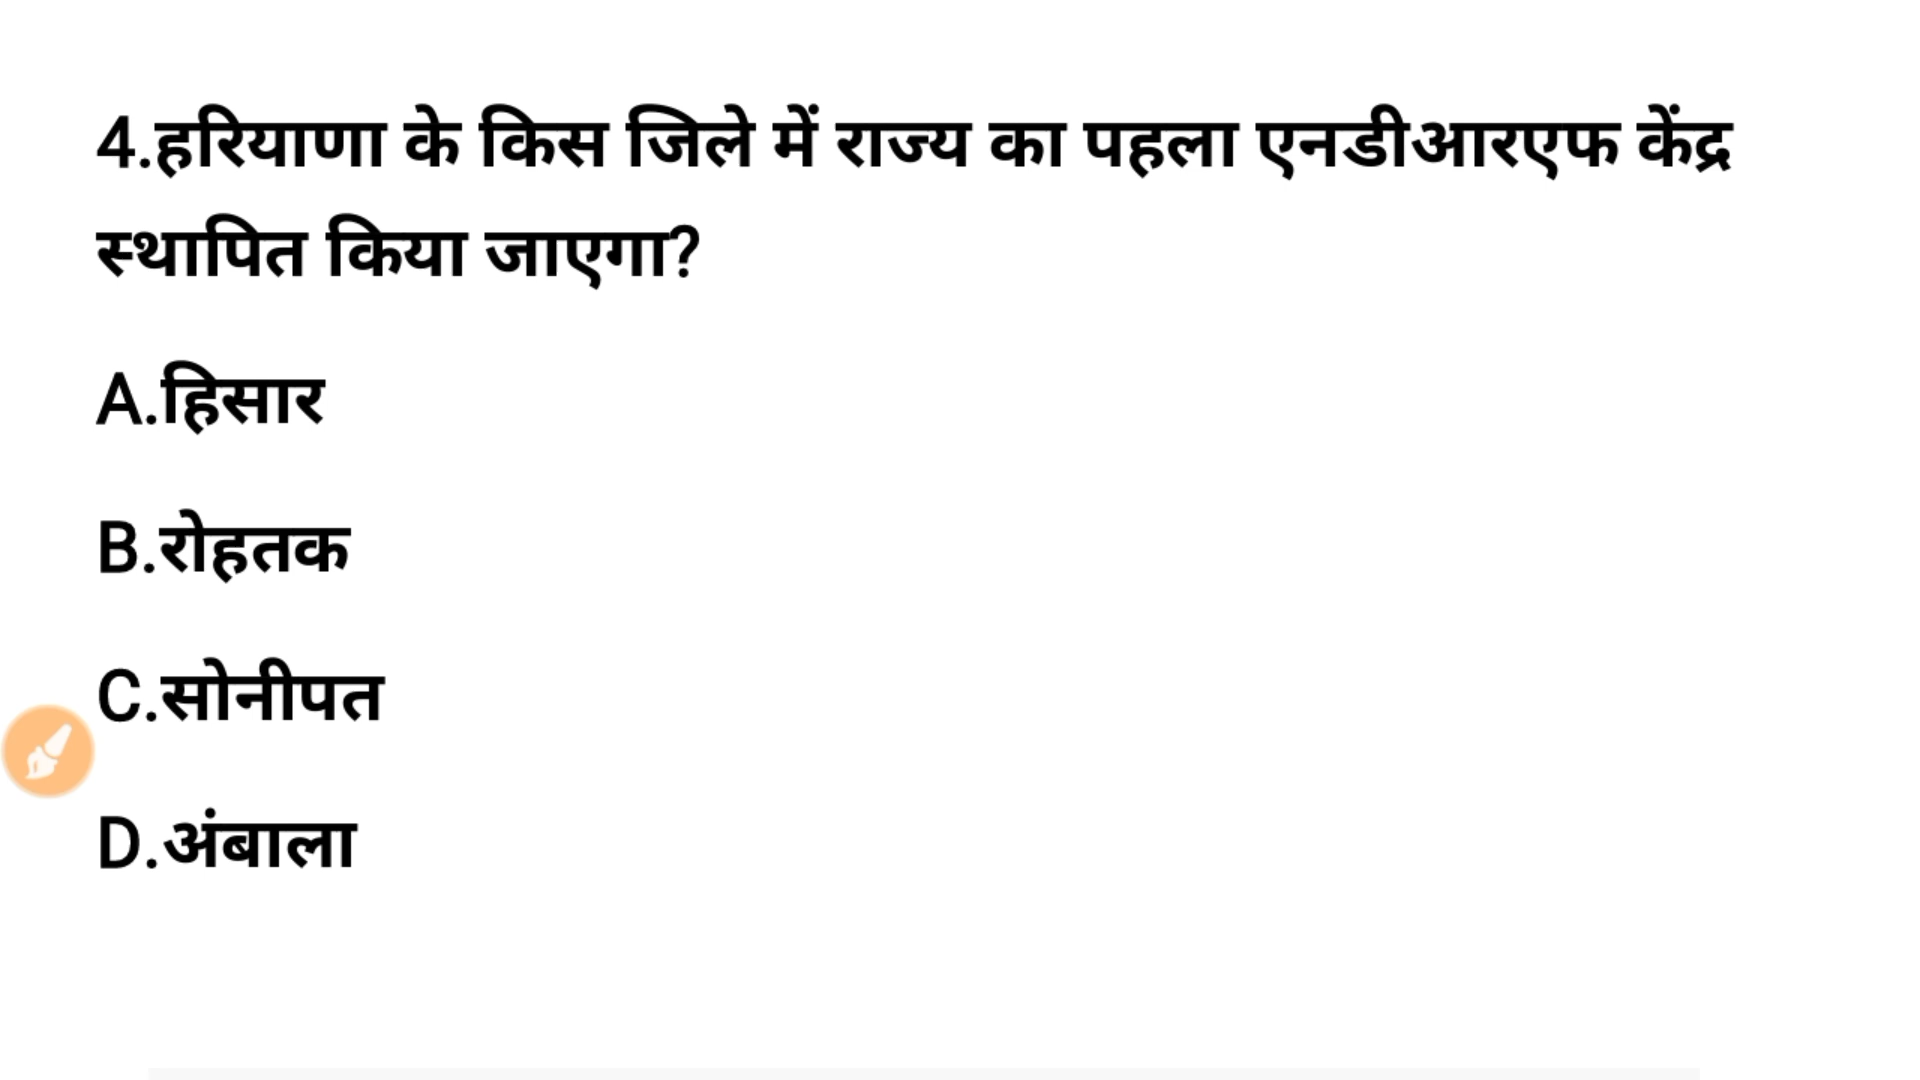 4.हरियाणा के किस जिले में राज्य का पहला एनडीआरएफ केंद्र
स्थापित किया जाएगा?
A.हिसार
B.रोहतक
C.सोनीपत
D.अंबाला